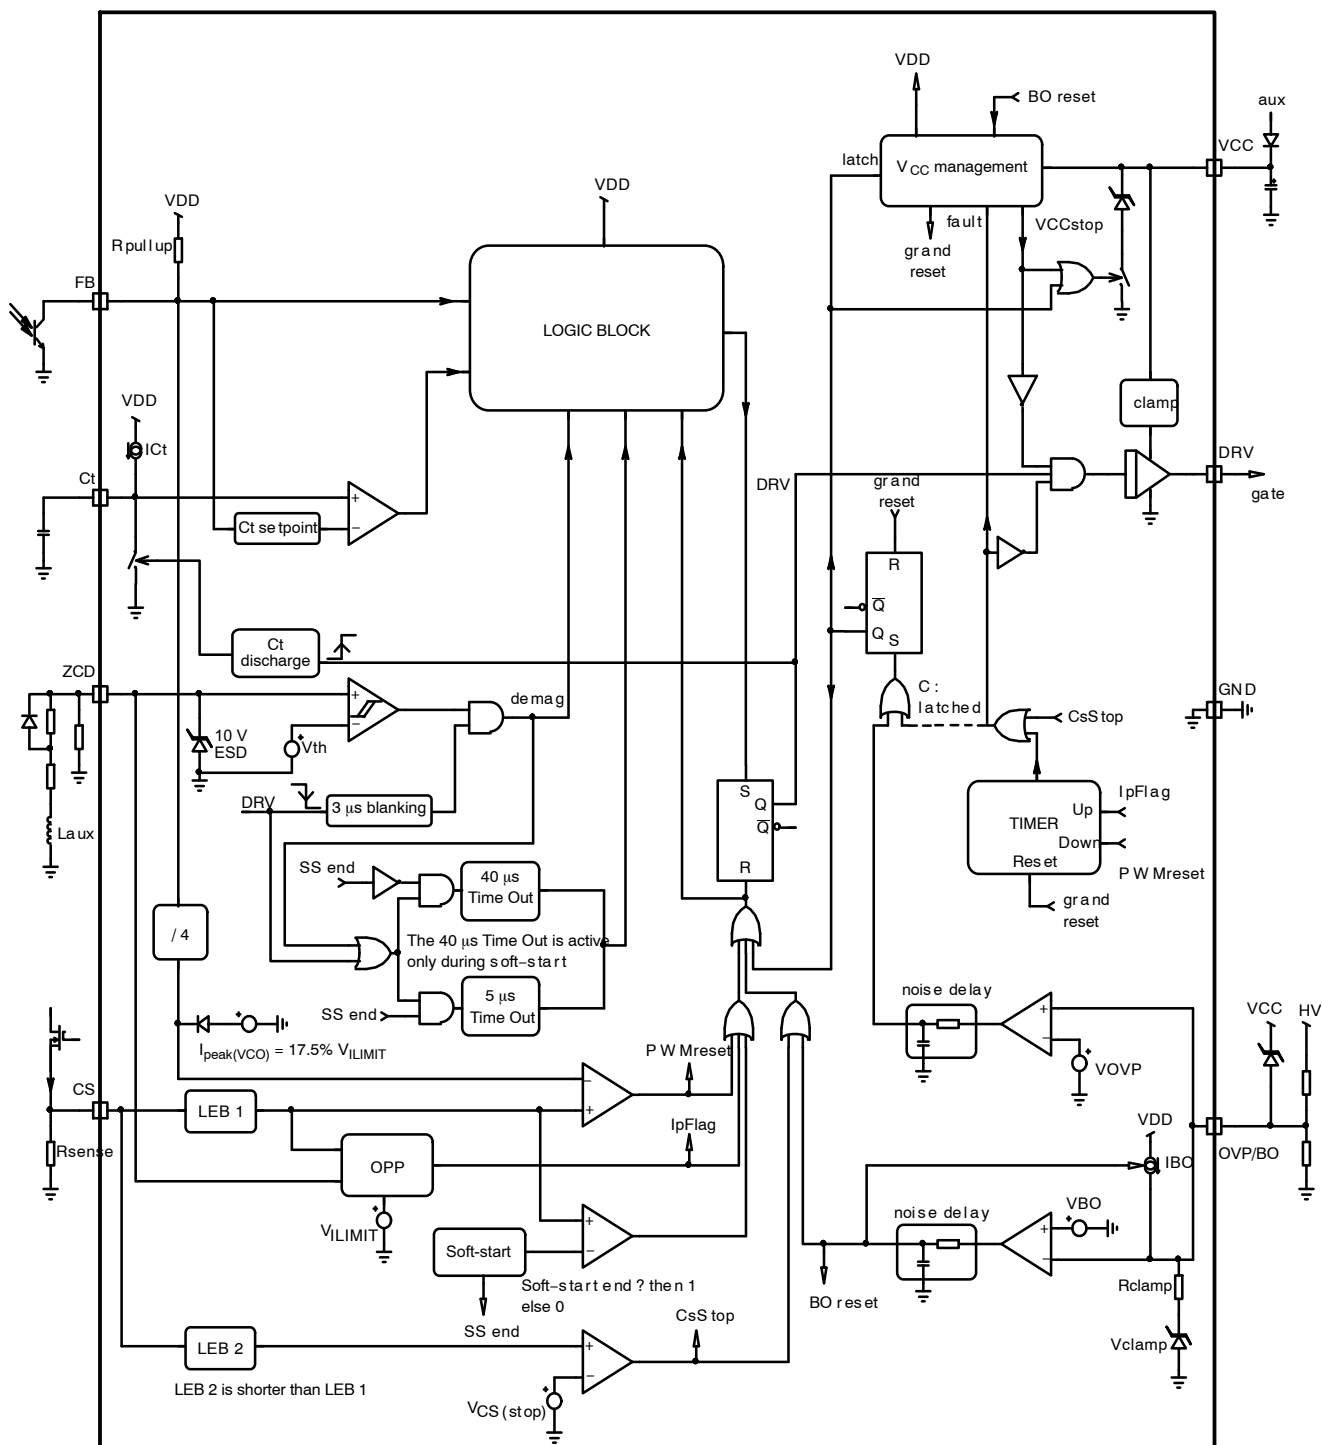 VDD
BO reset
aux
VCC
latch
VCC management
VDD
VDD
fault
VCCstop
Rpullup
grand
reset
FB
LOGIC BLOCK
VDD
clamp
ICt
Ct
DRV
DRV
grand
reset
gate
Ct setpoint
+
−
R
Q
Q
S
Ct
discharge
ZCD
demag
C:
latched
GND
CsStop
+
−
10 V
ESD
Vth
DRV
3 µs blanking
S
Q
Q
R
IpFlag
Up
TIMER
Down
Reset
PWMreset
Laux
SS end
40 µs
Time Out
grand
reset
/ 4
The 40 µs Time Out is active
only during soft−start
SS end
5 µs
Time Out
noise delay
+
−
VCC
HV
Ipeak(VCO) = 17.5% VILIMIT
PWMreset
VOVP
CS
LEB 1
−
+
IpFlag
VDD
Rsense
OPP
IBO
OVP/BO
VILIMIT
+
−
noise delay
VBO
+
−
Soft-start
Soft−start end ? then 1
else 0
Rclamp
BO reset
SS end
CsStop
LEB 2
+
−
Vclamp
LEB 2 is shorter than LEB 1
VCS(stop)